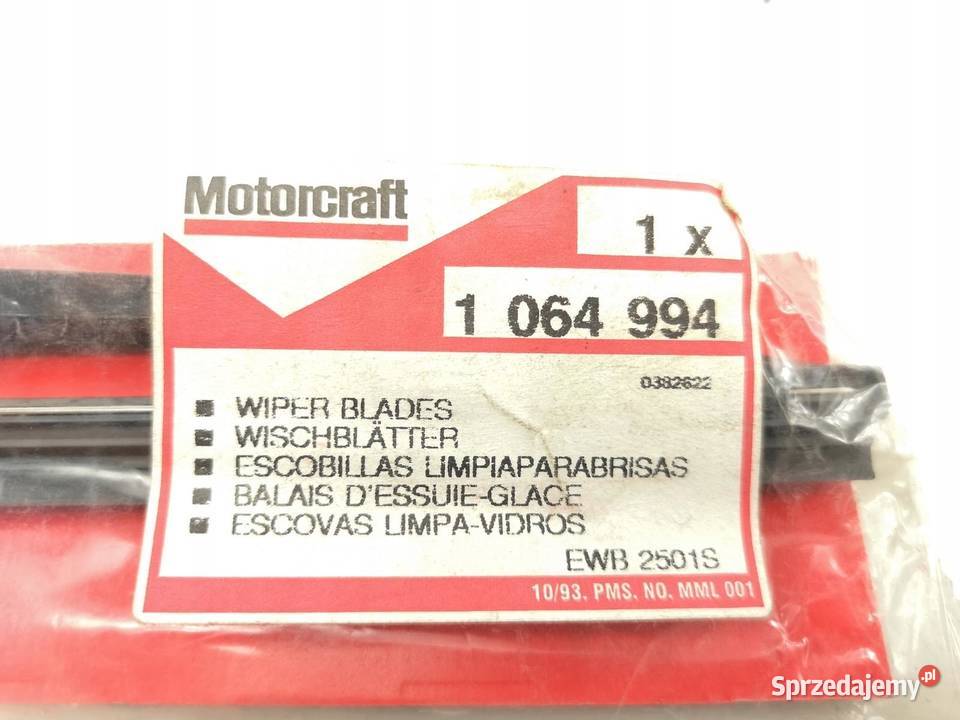 Motorcraft
1 x
1 064 994
0382622
WIPER BLADES
WISCHBLÄTTER
ESCOBILLAS LIMPIAPARABRISAS
BALAIS D'ESSUIE-GLACE
ESCOVAS LIMPA-VIDROS
EWB 2501S
10/93. PMS. NO. MML 001
Sprzedajemy.pl